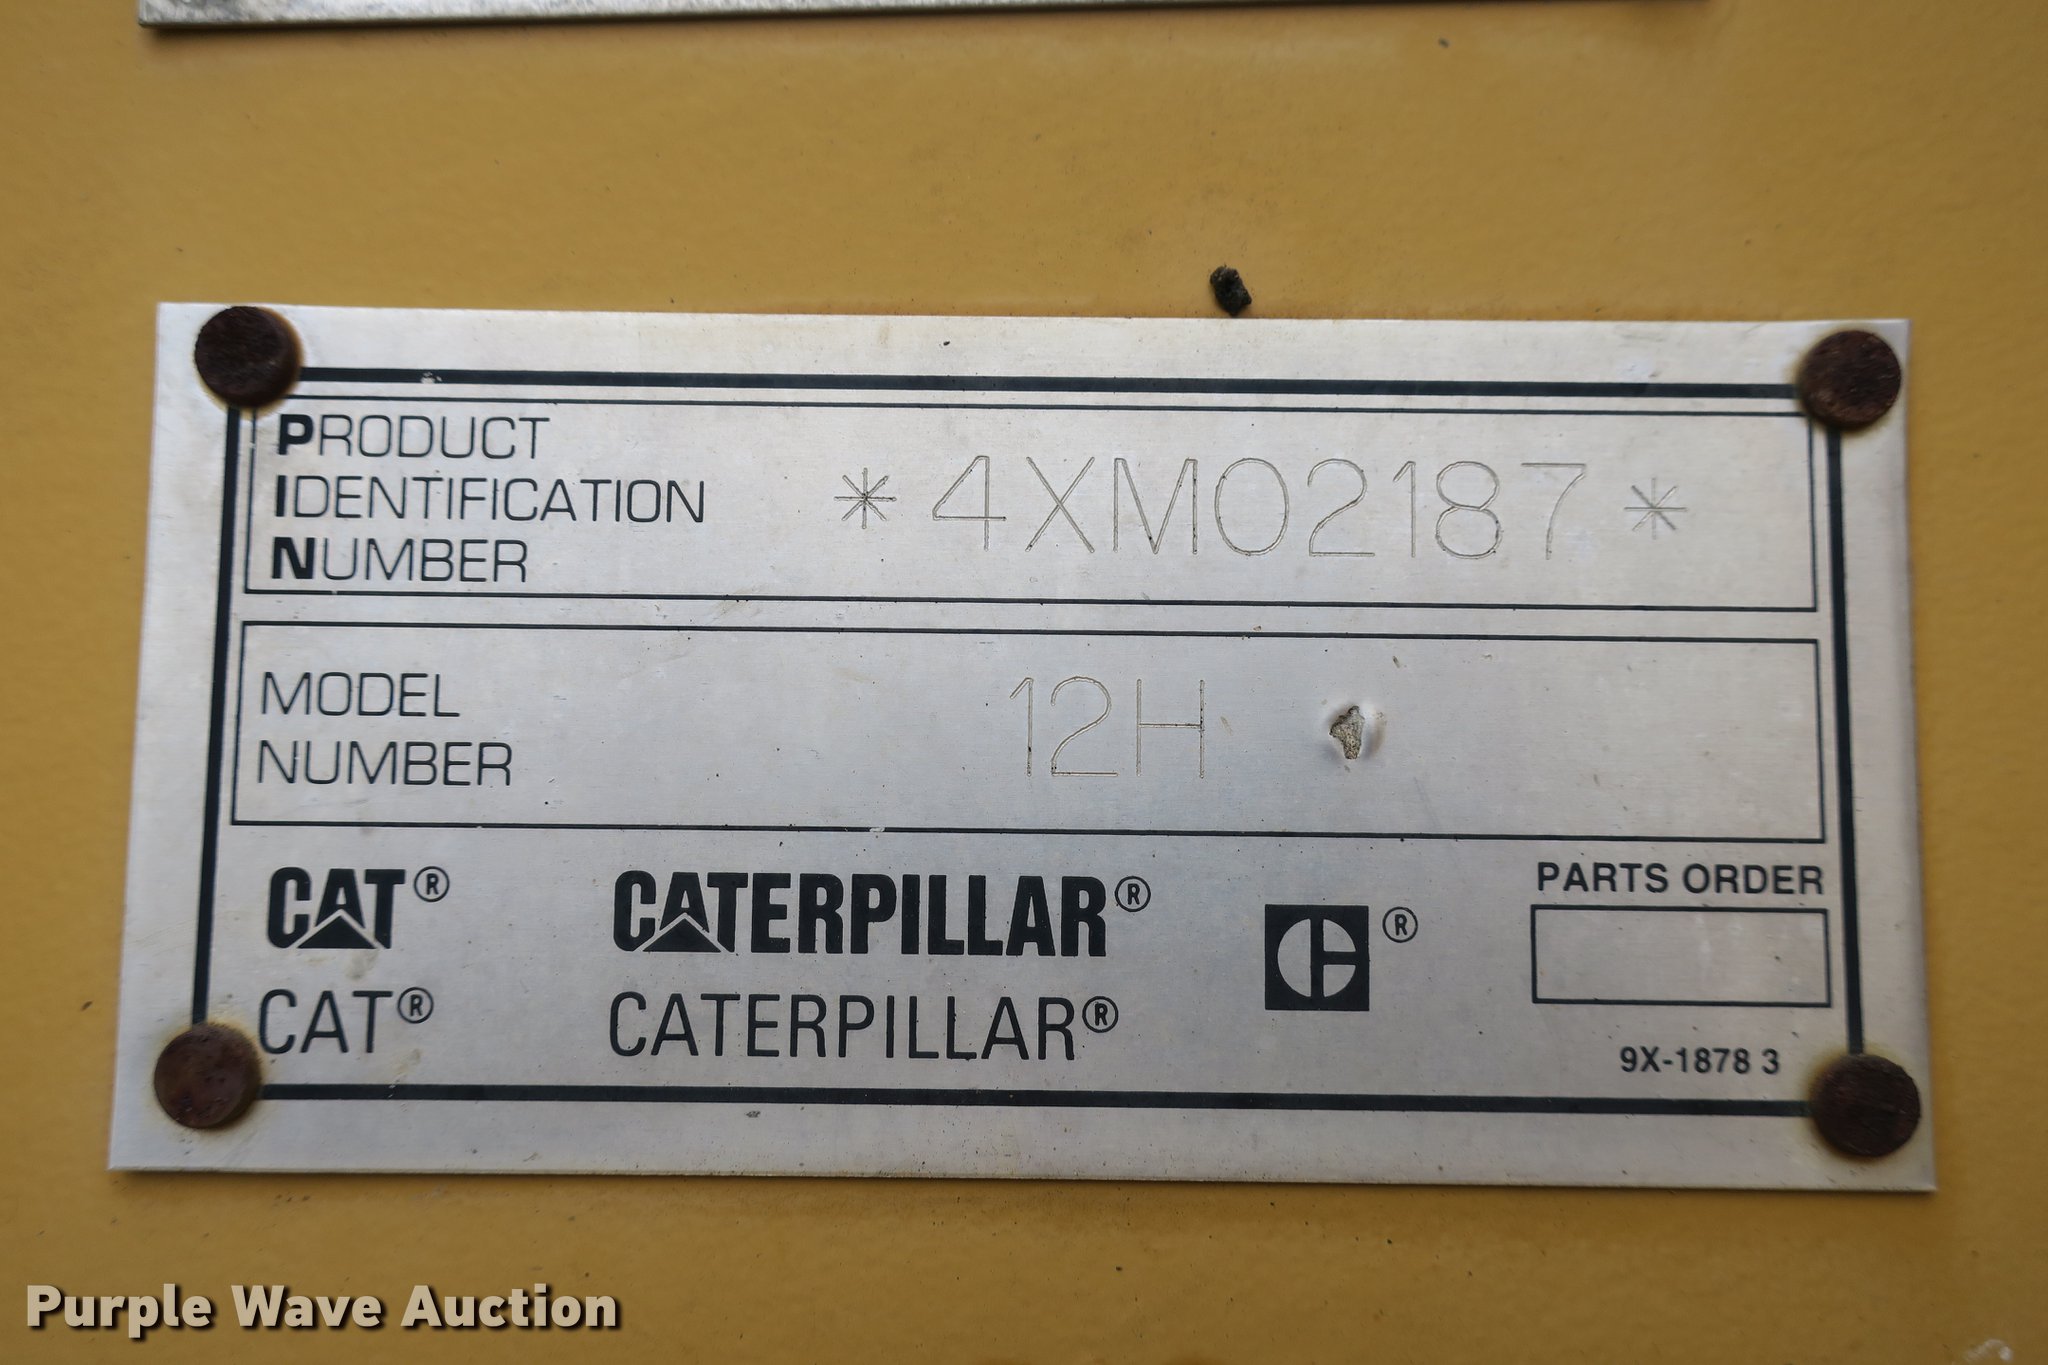 PRODUCT
IDENTIFICATION
NUMBER
*4XM02187*
MODEL
NUMBER
12H
CAT® CATERPILLAR® ®
CAT® CATERPILLAR®
PARTS ORDER
9X-1878 3
Purple Wave Auction